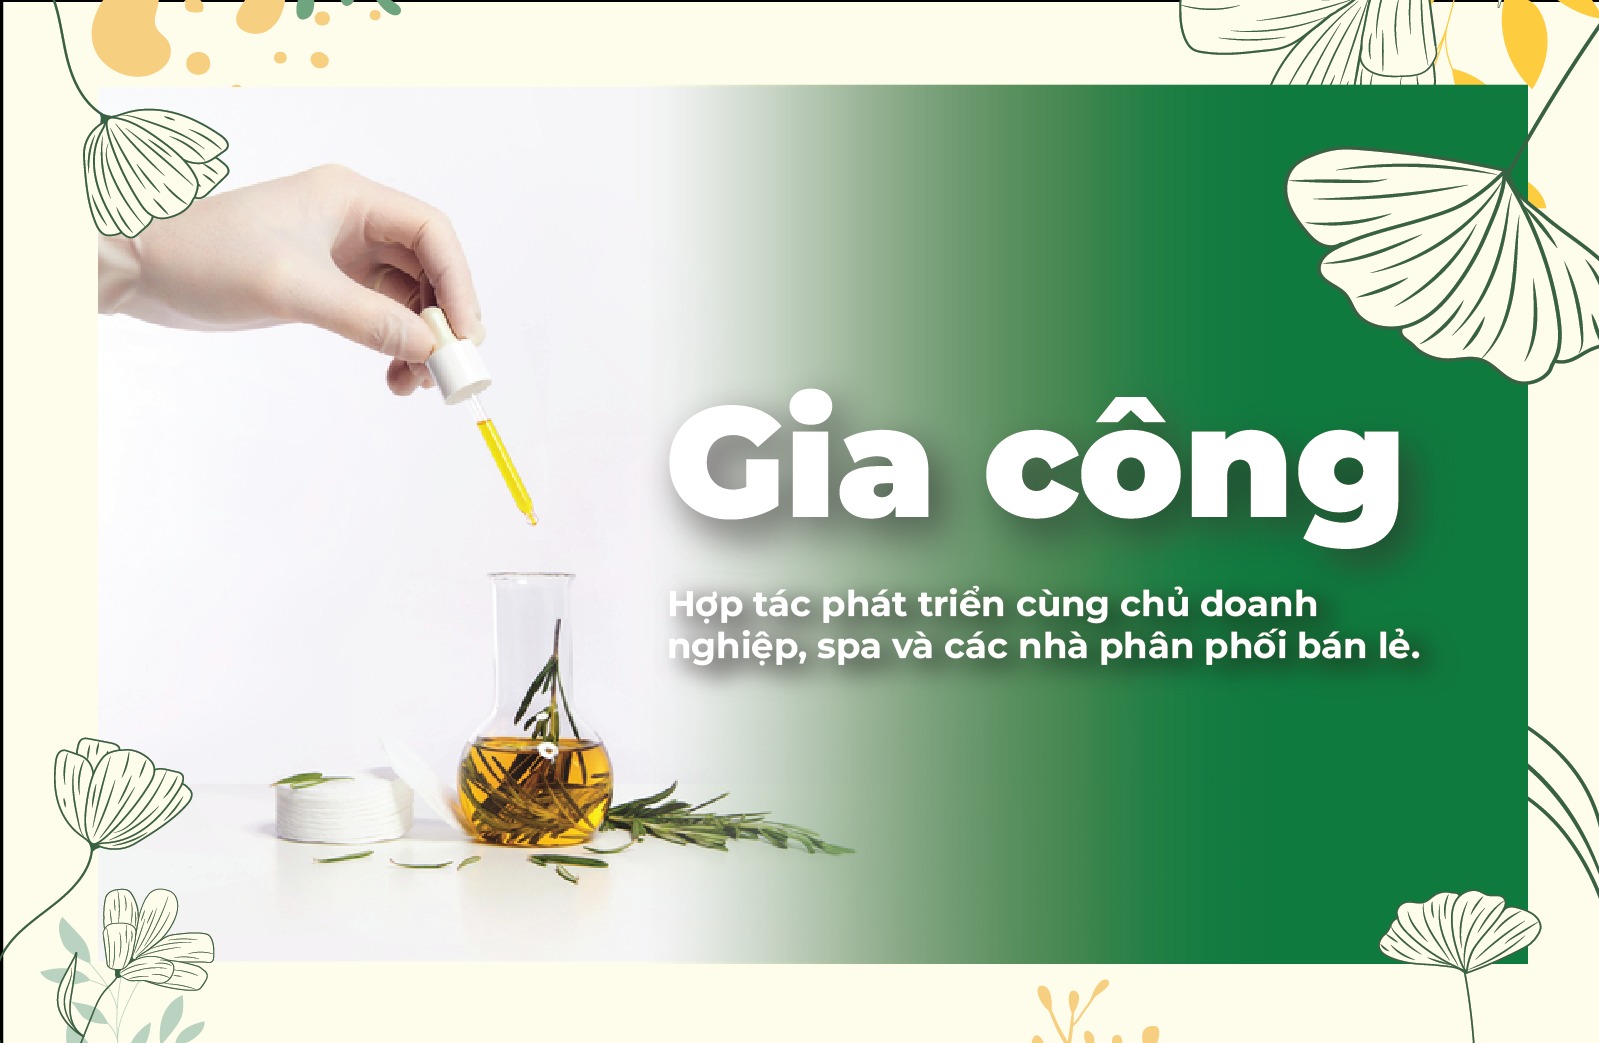 Gia công
Hợp tác phát triển cùng chủ doanh
nghiệp, spa và các nhà phân phối bán lẻ.